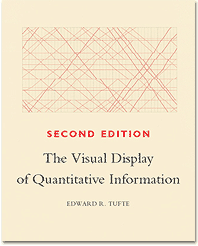 SECOND EDITION
The Visual Display
of Quantitative Information
EDWARD R. TUFTE